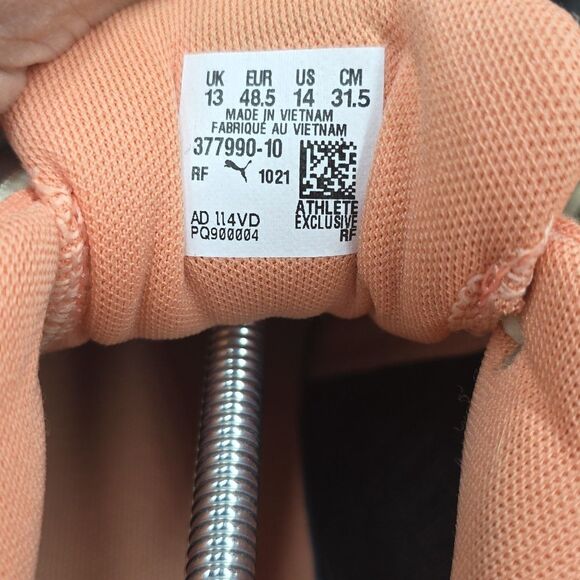 UK EUR US CM
13 48.5 14 31.5
MADE IN VIETNAM
FABRIQUÉ AU VIETNAM
377990-10
RF 1021
ATHLETE
EXCLUSIVE
RF
AD 114VD
PQ900004